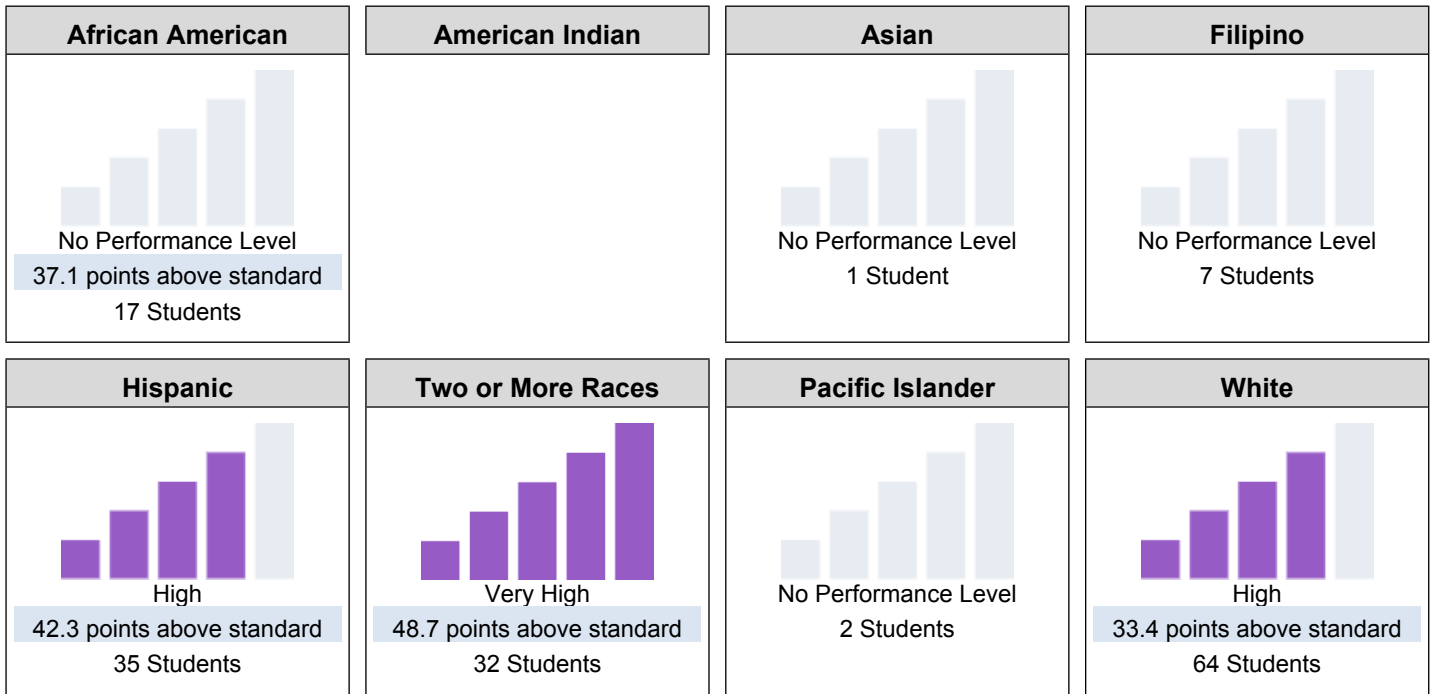 African American
American Indian
Asian
Filipino
No Performance Level
37.1 points above standard
17 Students
No Performance Level
1 Student
No Performance Level
7 Students
Hispanic
Two or More Races
Pacific Islander
White
High
42.3 points above standard
35 Students
Very High
48.7 points above standard
32 Students
No Performance Level
2 Students
High
33.4 points above standard
64 Students